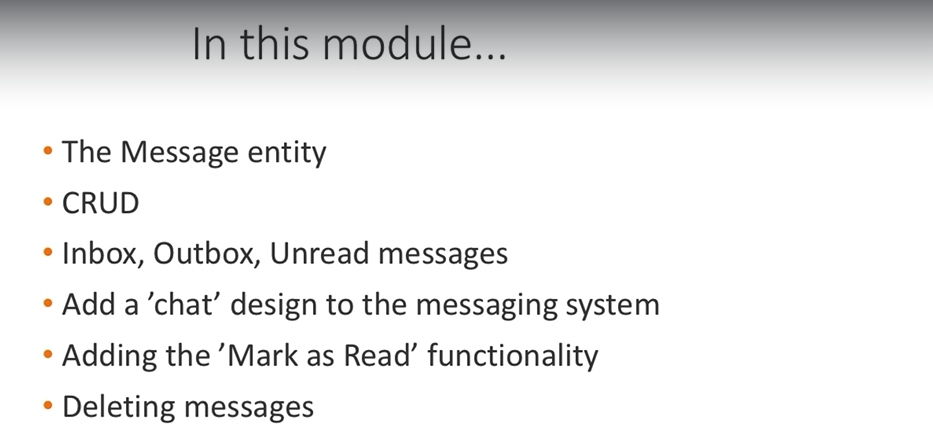 In this module...
• The Message entity
• CRUD
• Inbox, Outbox, Unread messages
• Add a ’chat’ design to the messaging system
• Adding the ’Mark as Read’ functionality
• Deleting messages